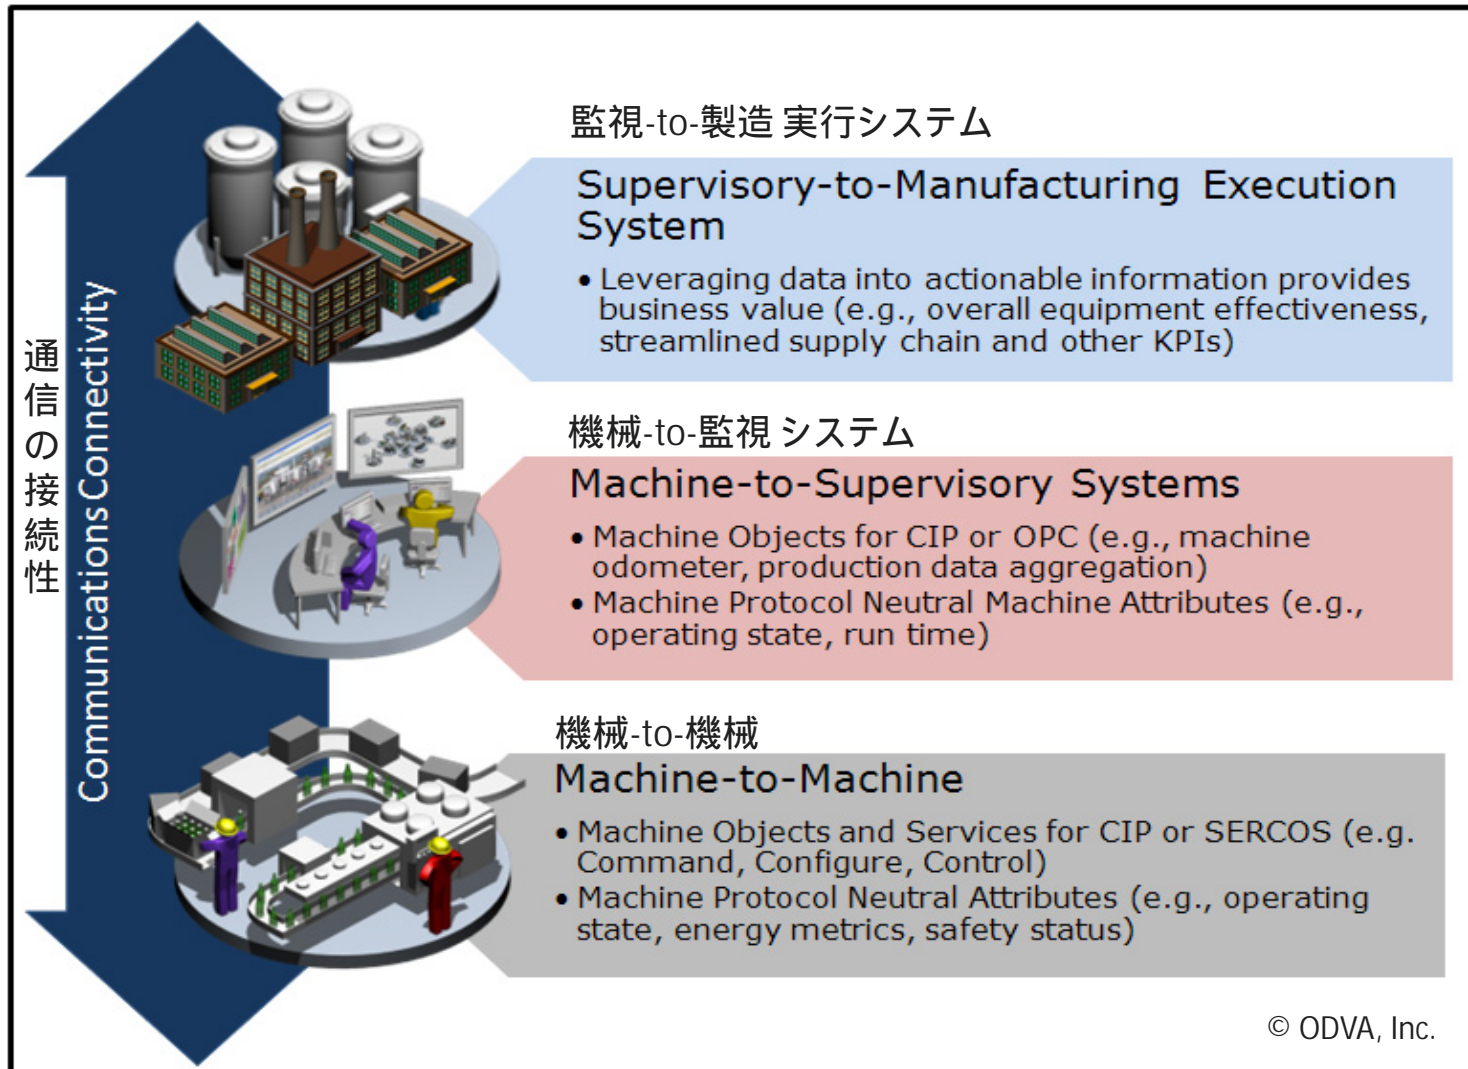 通信の接続性
Communications Connectivity
監視-to-製造 実行システム
Supervisory-to-Manufacturing Execution
System
• Leveraging data into actionable information provides
business value (e.g., overall equipment effectiveness,
streamlined supply chain and other KPIs)
機械-to-監視 システム
Machine-to-Supervisory Systems
• Machine Objects for CIP or OPC (e.g., machine
odometer, production data aggregation)
• Machine Protocol Neutral Machine Attributes (e.g.,
operating state, run time)
機械-to-機械
Machine-to-Machine
• Machine Objects and Services for CIP or SERCOS (e.g.
Command, Configure, Control)
• Machine Protocol Neutral Attributes (e.g., operating
state, energy metrics, safety status)
© ODVA, Inc.